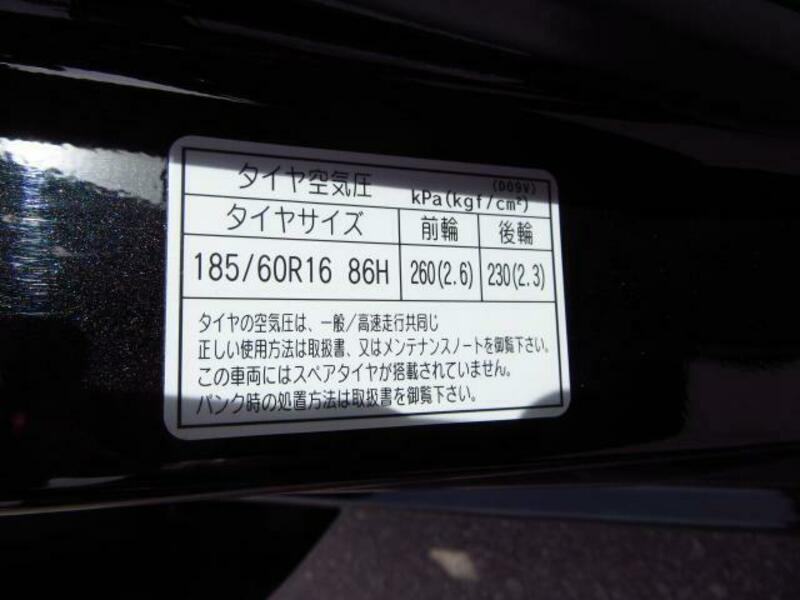 (D09V)
タイヤ空気圧 kPa(kgf/cm²)
タイヤサイズ 前輪 後輪
185/60R16 86H 260(2.6) 230(2.3)
タイヤの空気圧は、一般/高速走行共同じ
正しい使用方法は取扱書、又はメンテナンスノートを御覧下さい。
この車両にはスペアタイヤが搭載されていません。
パンク時の処置方法は取扱書を御覧下さい。